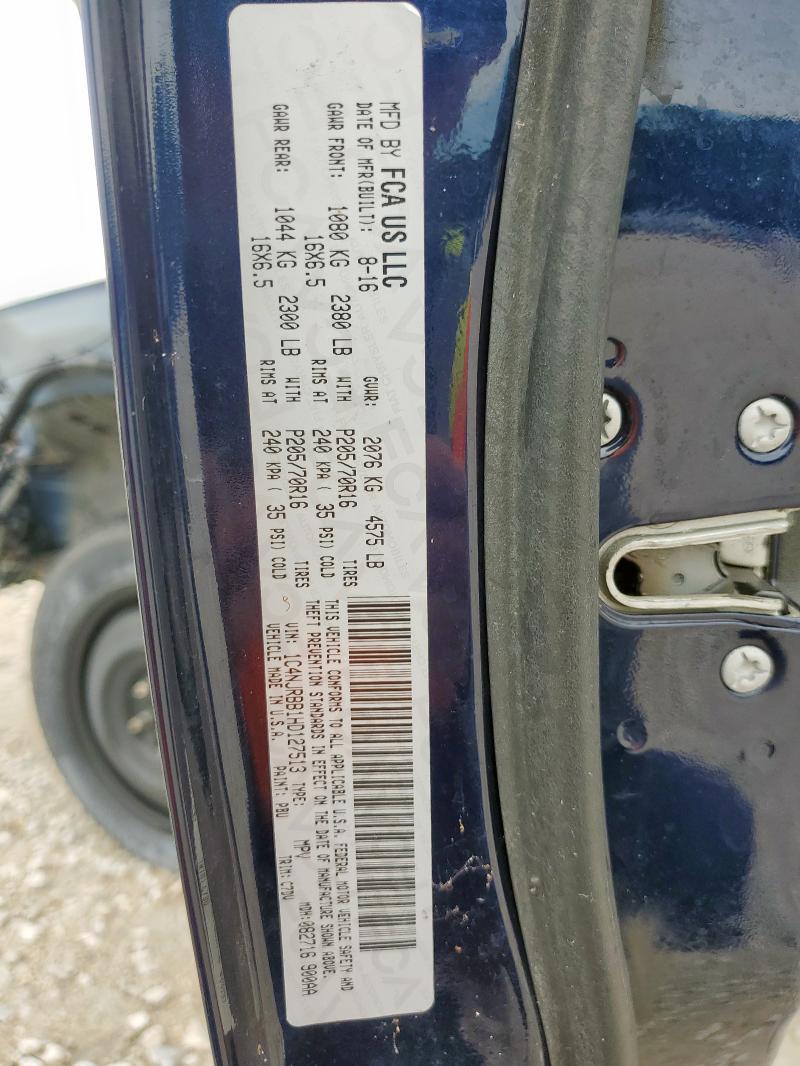 MFD BY FCA US LLC
DATE OF MFR(BUILT): 8-16 GVWR: 2076 KG 4575 LB
GAWR FRONT: 1080 KG 2380 LB WITH P205/70R16 TIRES
16X6.5 RIMS AT 240 KPA ( 35 PSI) COLD
GAWR REAR: 1044 KG 2300 LB WITH P205/70R16 TIRES
16X6.5 RIMS AT 240 KPA ( 35 PSI) COLD
THIS VEHICLE CONFORMS TO ALL APPLICABLE U.S.A. FEDERAL MOTOR VEHICLE SAFETY AND
THEFT PREVENTION STANDARDS IN EFFECT ON THE DATE OF MANUFACTURE SHOWN ABOVE.
VIN: 1C4NJRBB1HD127513 TYPE: MPV MDH:082716 900AA
VEHICLE MADE IN U.S.A. PAINT: PBU TRIM: C7DV